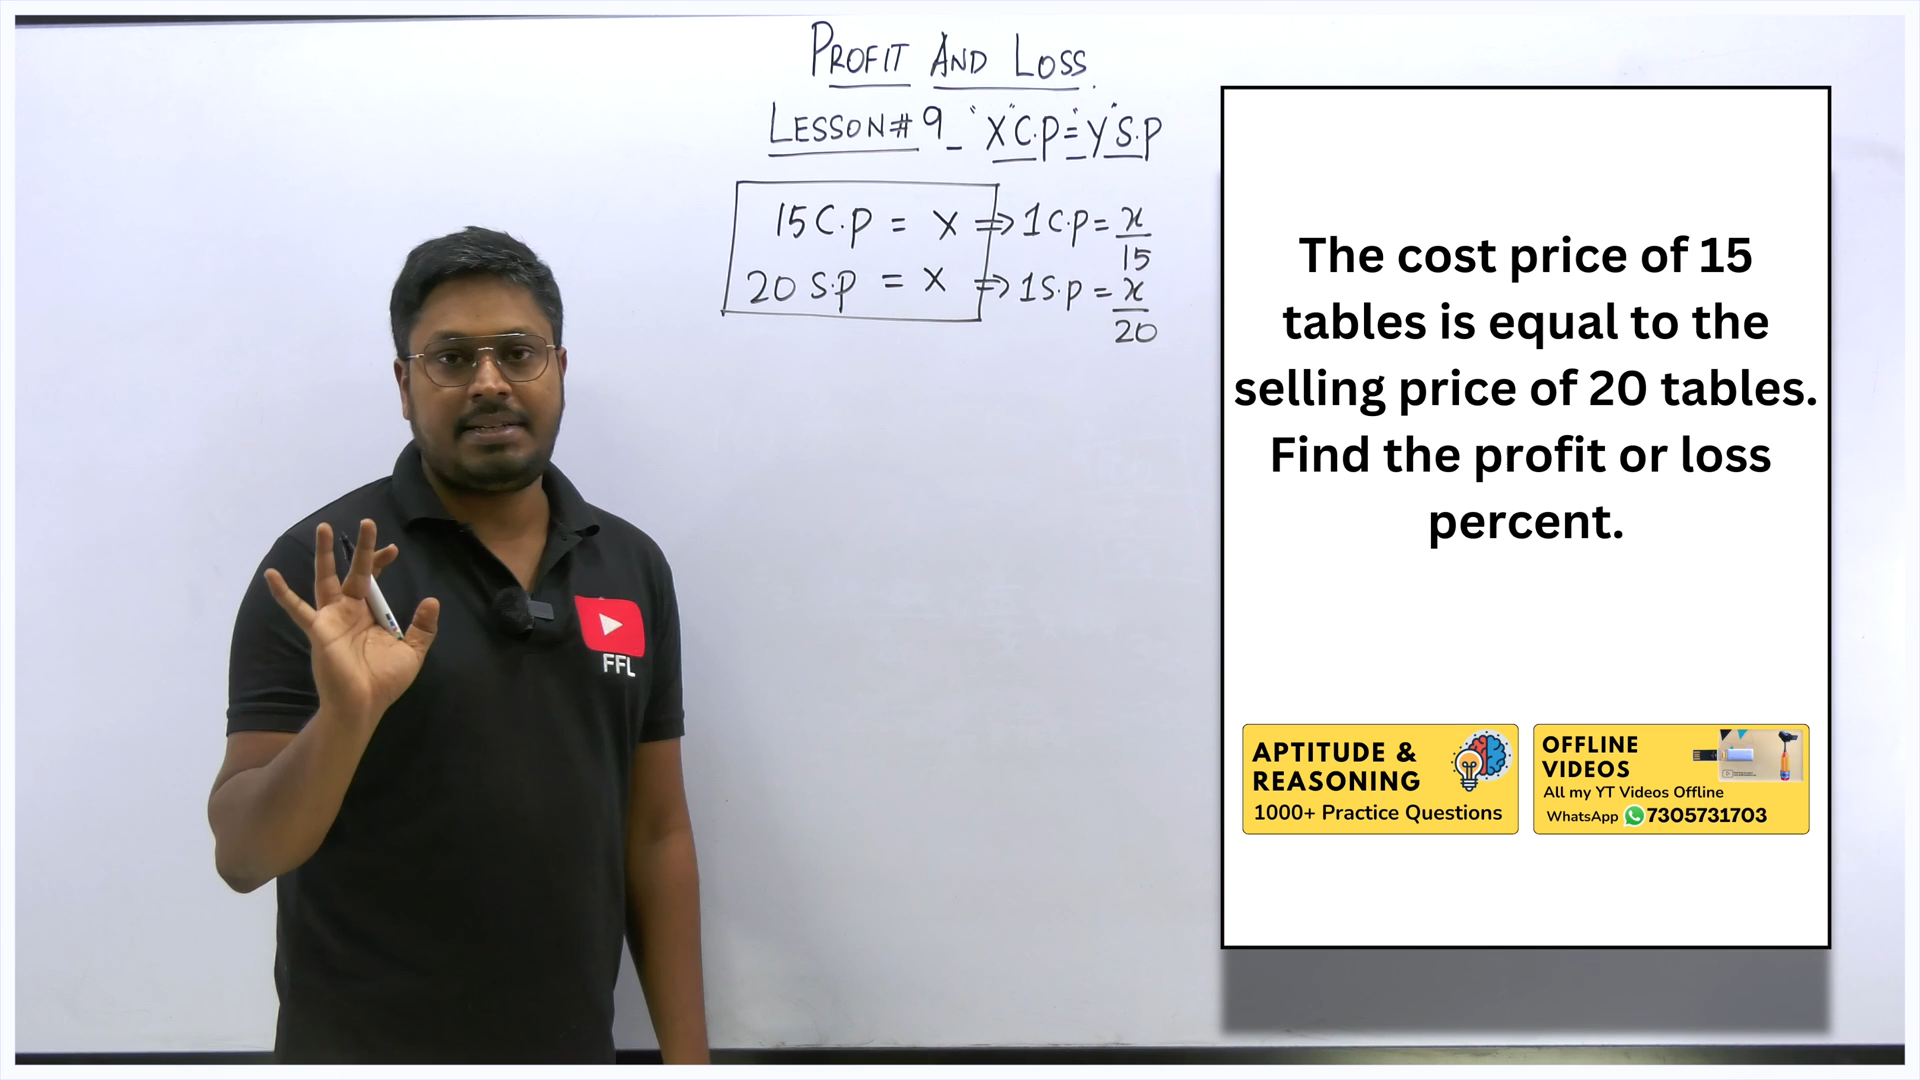 PROFIT AND LOSS.
LESSON# 9_ "X" C.P = "Y" S.P
15 C.P = X ⇒ 1 C.P = x/15
20 S.P = X ⇒ 1 S.P = x/20
The cost price of 15
tables is equal to the
selling price of 20 tables.
Find the profit or loss
percent.
FFL
APTITUDE &
REASONING
1000+ Practice Questions
OFFLINE
VIDEOS
All my YT Videos Offline
WhatsApp 7305731703